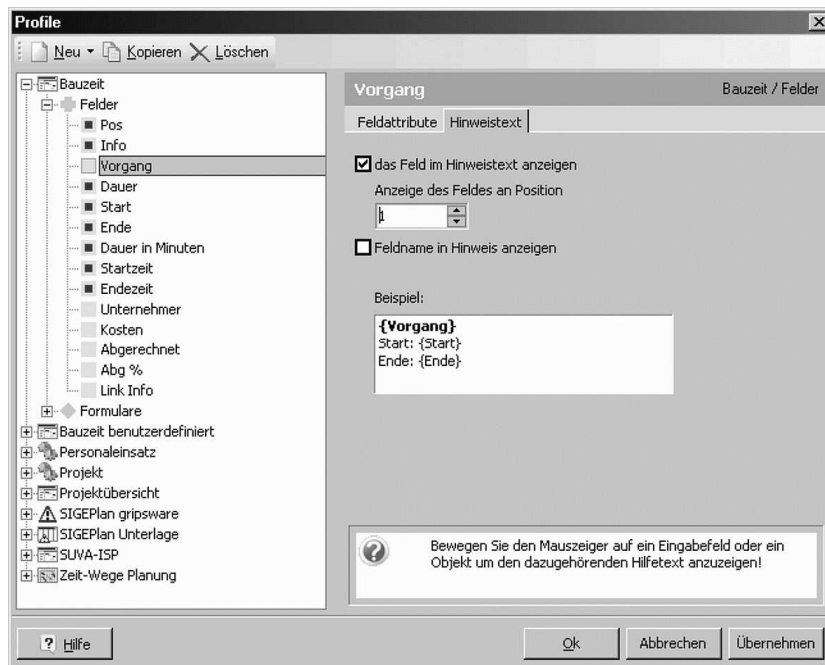 Profile
Neu Kopieren Löschen
Bauzeit
Felder
Pos
Info
Vorgang
Dauer
Start
Ende
Dauer in Minuten
Startzeit
Endezeit
Unternehmer
Kosten
Abgerechnet
Abg %
Link Info
Formulare
Bauzeit benutzerdefiniert
Personaleinsatz
Projekt
Projektübersicht
SIGEPlan gripsware
SIGEPlan Unterlage
SUVA-ISP
Zeit-Wege Planung
Vorgang Bauzeit / Felder
Feldattribute Hinweistext
das Feld im Hinweistext anzeigen
Anzeige des Feldes an Position
1
Feldname in Hinweis anzeigen
Beispiel:
{Vorgang}
Start: {Start}
Ende: {Ende}
Bewegen Sie den Mauszeiger auf ein Eingabefeld oder ein
Objekt um den dazugehörenden Hilfetext anzuzeigen!
Hilfe Ok Abbrechen Übernehmen